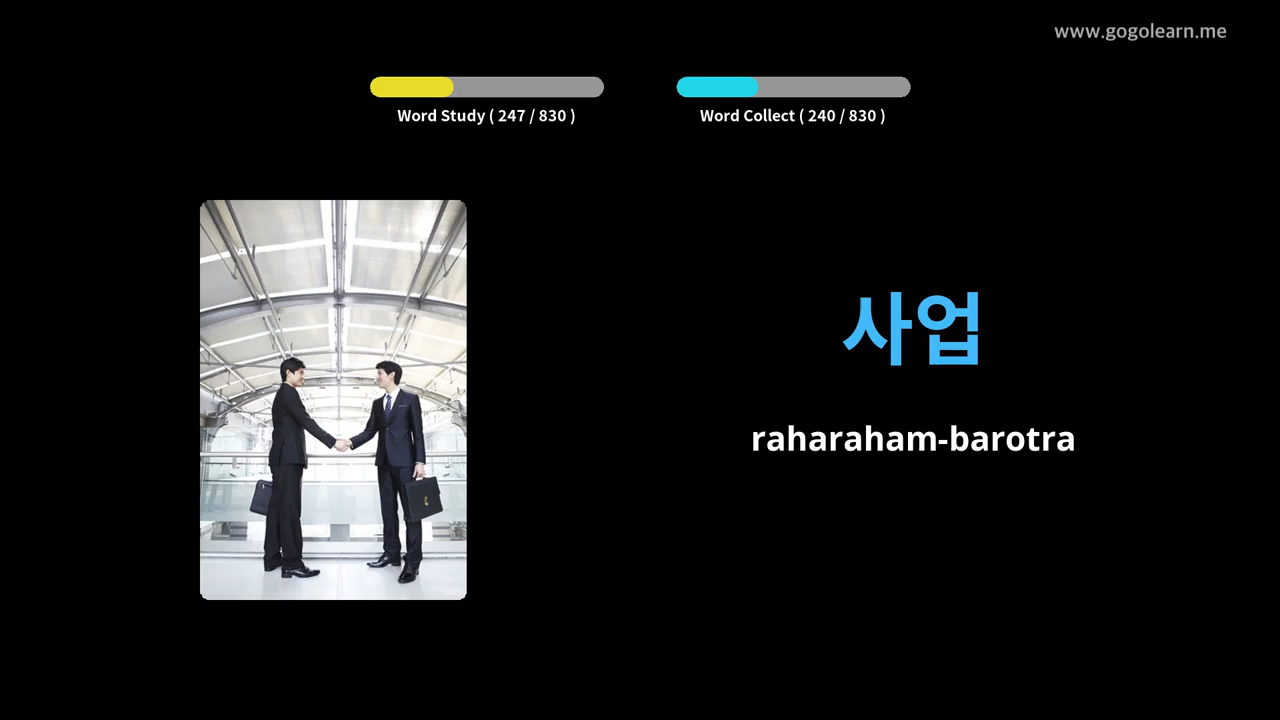 www.gogolearn.me
Word Study ( 247 / 830 )
Word Collect ( 240 / 830 )
사업
raharaham-barotra